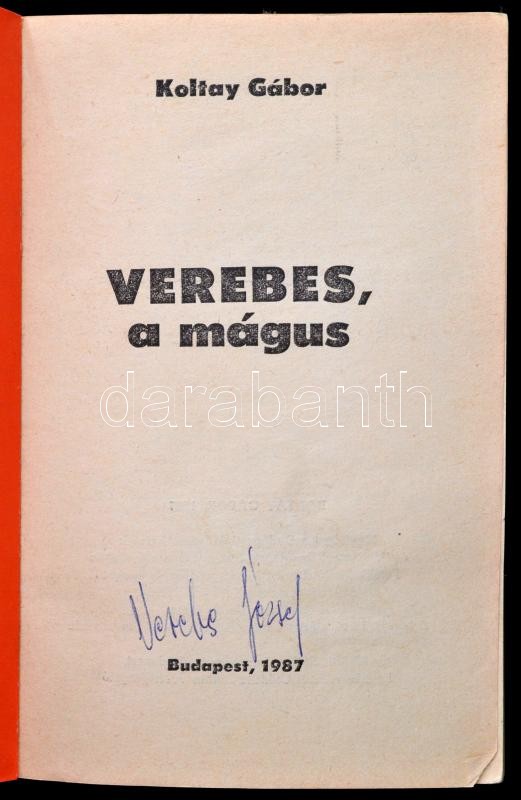 Koltay Gábor
VEREBES,
a mágus
darabanth
Verebes József
Budapest, 1987